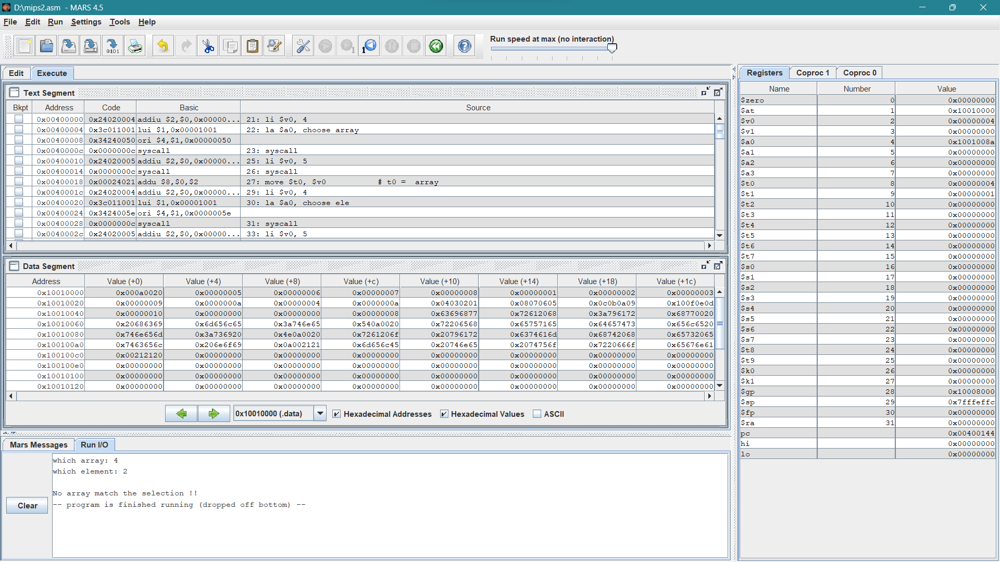 D:\mips2.asm - MARS 4.5
File Edit Run Settings Tools Help
Run speed at max (no interaction)
Edit Execute
Text Segment
Bkpt Address Code Basic Source
0x00400000 0x24020004 addiu $2,$0,0x00000... 21: li $v0, 4
0x00400004 0x3c011001 lui $1,0x00001001 22: la $a0, choose array
0x00400008 0x34240050 ori $4,$1,0x00000050
0x0040000c 0x0000000c syscall 23: syscall
0x00400010 0x24020005 addiu $2,$0,0x00000... 25: li $v0, 5
0x00400014 0x0000000c syscall 26: syscall
0x00400018 0x00024021 addu $8,$0,$2 27: move $t0, $v0 # t0 = array
0x0040001c 0x24020004 addiu $2,$0,0x00000... 29: li $v0, 4
0x00400020 0x3c011001 lui $1,0x00001001 30: la $a0, choose ele
0x00400024 0x3424005e ori $4,$1,0x0000005e
0x00400028 0x0000000c syscall 31: syscall
0x0040002c 0x24020005 addiu $2,$0,0x00000... 33: li $v0, 5
Data Segment
Address Value (+0) Value (+4) Value (+8) Value (+c) Value (+10) Value (+14) Value (+18) Value (+1c)
0x10010000 0x000a0020 0x00000005 0x00000006 0x00000007 0x00000008 0x00000001 0x00000002 0x00000003
0x10010020 0x00000009 0x0000000a 0x00000004 0x0000000a 0x04030201 0x08070605 0x0c0b0a09 0x100f0e0d
0x10010040 0x00000010 0x00000000 0x00000000 0x00000008 0x63696877 0x72612068 0x3a796172 0x68770020
0x10010060 0x20686369 0x6d656c65 0x3a746e65 0x540a0020 0x72206568 0x65757165 0x64657473 0x656c6520
0x10010080 0x746e656d 0x3a736920 0x4e0a0020 0x7261206f 0x20796172 0x6374616d 0x68742068 0x65732065
0x100100a0 0x7463656c 0x206e6f69 0x0a002121 0x6d656c45 0x20746e65 0x2074756f 0x7220666f 0x65676e61
0x100100c0 0x00212120 0x00000000 0x00000000 0x00000000 0x00000000 0x00000000 0x00000000 0x00000000
0x100100e0 0x00000000 0x00000000 0x00000000 0x00000000 0x00000000 0x00000000 0x00000000 0x00000000
0x10010100 0x00000000 0x00000000 0x00000000 0x00000000 0x00000000 0x00000000 0x00000000 0x00000000
0x10010120 0x00000000 0x00000000 0x00000000 0x00000000 0x00000000 0x00000000 0x00000000 0x00000000
0x10010000 (.data) Hexadecimal Addresses Hexadecimal Values ASCII
Mars Messages Run I/O
Clear
which array: 4
which element: 2
No array match the selection !!
-- program is finished running (dropped off bottom) --
Registers Coproc 1 Coproc 0
Name Number Value
$zero 0 0x00000000
$at 1 0x10010000
$v0 2 0x00000004
$v1 3 0x00000000
$a0 4 0x1001008a
$a1 5 0x00000000
$a2 6 0x00000000
$a3 7 0x00000000
$t0 8 0x00000004
$t1 9 0x00000001
$t2 10 0x00000000
$t3 11 0x00000000
$t4 12 0x00000000
$t5 13 0x00000000
$t6 14 0x00000000
$t7 15 0x00000000
$s0 16 0x00000000
$s1 17 0x00000000
$s2 18 0x00000000
$s3 19 0x00000000
$s4 20 0x00000000
$s5 21 0x00000000
$s6 22 0x00000000
$s7 23 0x00000000
$t8 24 0x00000000
$t9 25 0x00000000
$k0 26 0x00000000
$k1 27 0x00000000
$gp 28 0x10008000
$sp 29 0x7fffeffc
$fp 30 0x00000000
$ra 31 0x00000000
pc 0x00400144
hi 0x00000000
lo 0x00000000